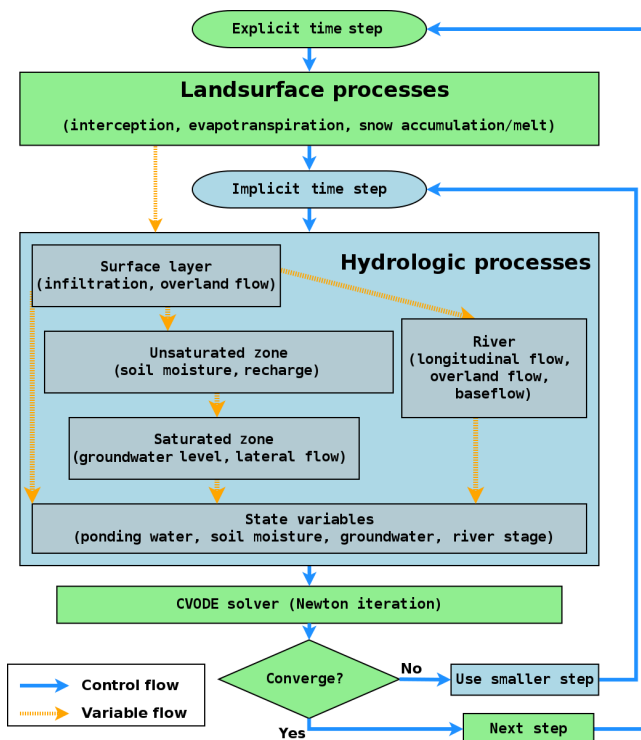 Explicit time step
Landsurface processes
(interception, evapotranspiration, snow accumulation/melt)
Implicit time step
Hydrologic processes
Surface layer
(infiltration, overland flow)
Unsaturated zone
(soil moisture, recharge)
River
(longitudinal flow,
overland flow,
baseflow)
Saturated zone
(groundwater level, lateral flow)
State variables
(ponding water, soil moisture, groundwater, river stage)
CVODE solver (Newton iteration)
Converge?
No
Use smaller step
Yes
Next step
Control flow
Variable flow